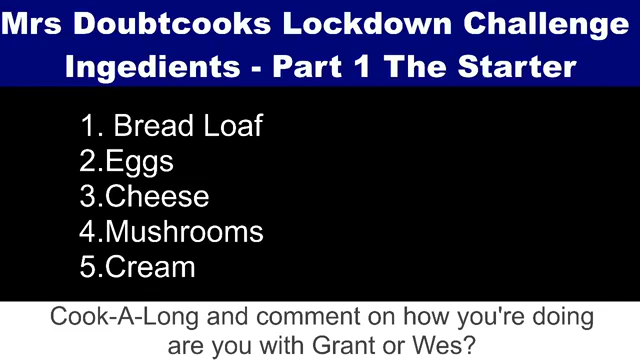 Mrs Doubtcooks Lockdown Challenge
Ingedients - Part 1 The Starter
1. Bread Loaf
2.Eggs
3.Cheese
4.Mushrooms
5.Cream
Cook-A-Long and comment on how you're doing
are you with Grant or Wes?